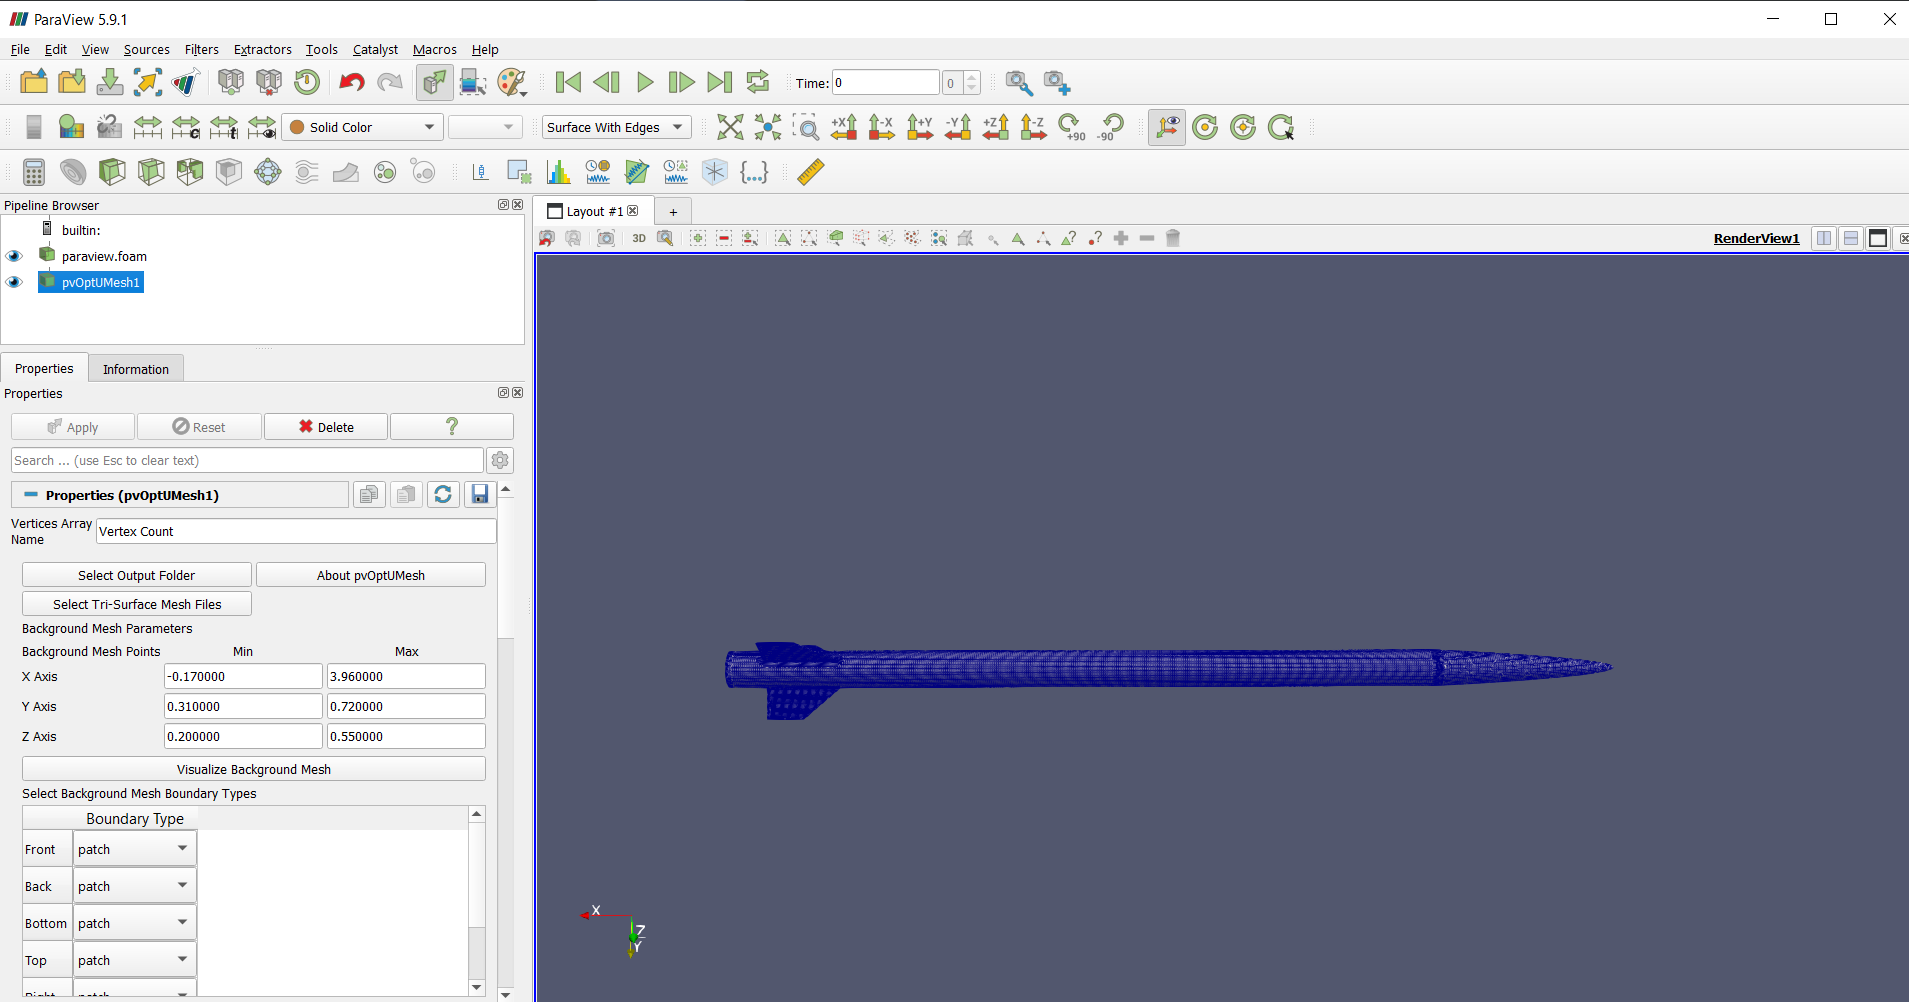 ParaView 5.9.1
File Edit View Sources Filters Extractors Tools Catalyst Macros Help
Time: 0 0
Solid Color Surface With Edges +X -X +Y -Y +Z -Z +90 -90
Pipeline Browser
Layout #1 +
builtin:
3D RenderView1
paraview.foam
pvOptUMesh1
Properties Information
Properties
Apply Reset Delete ?
Search ... (use Esc to clear text)
Properties (pvOptUMesh1)
Vertices Array Name Vertex Count
Select Output Folder About pvOptUMesh
Select Tri-Surface Mesh Files
Background Mesh Parameters
Background Mesh Points Min Max
X Axis -0.170000 3.960000
Y Axis 0.310000 0.720000
Z Axis 0.200000 0.550000
Visualize Background Mesh
Select Background Mesh Boundary Types
Boundary Type
Front patch
Back patch
Bottom patch
Top patch
X
Z
Y